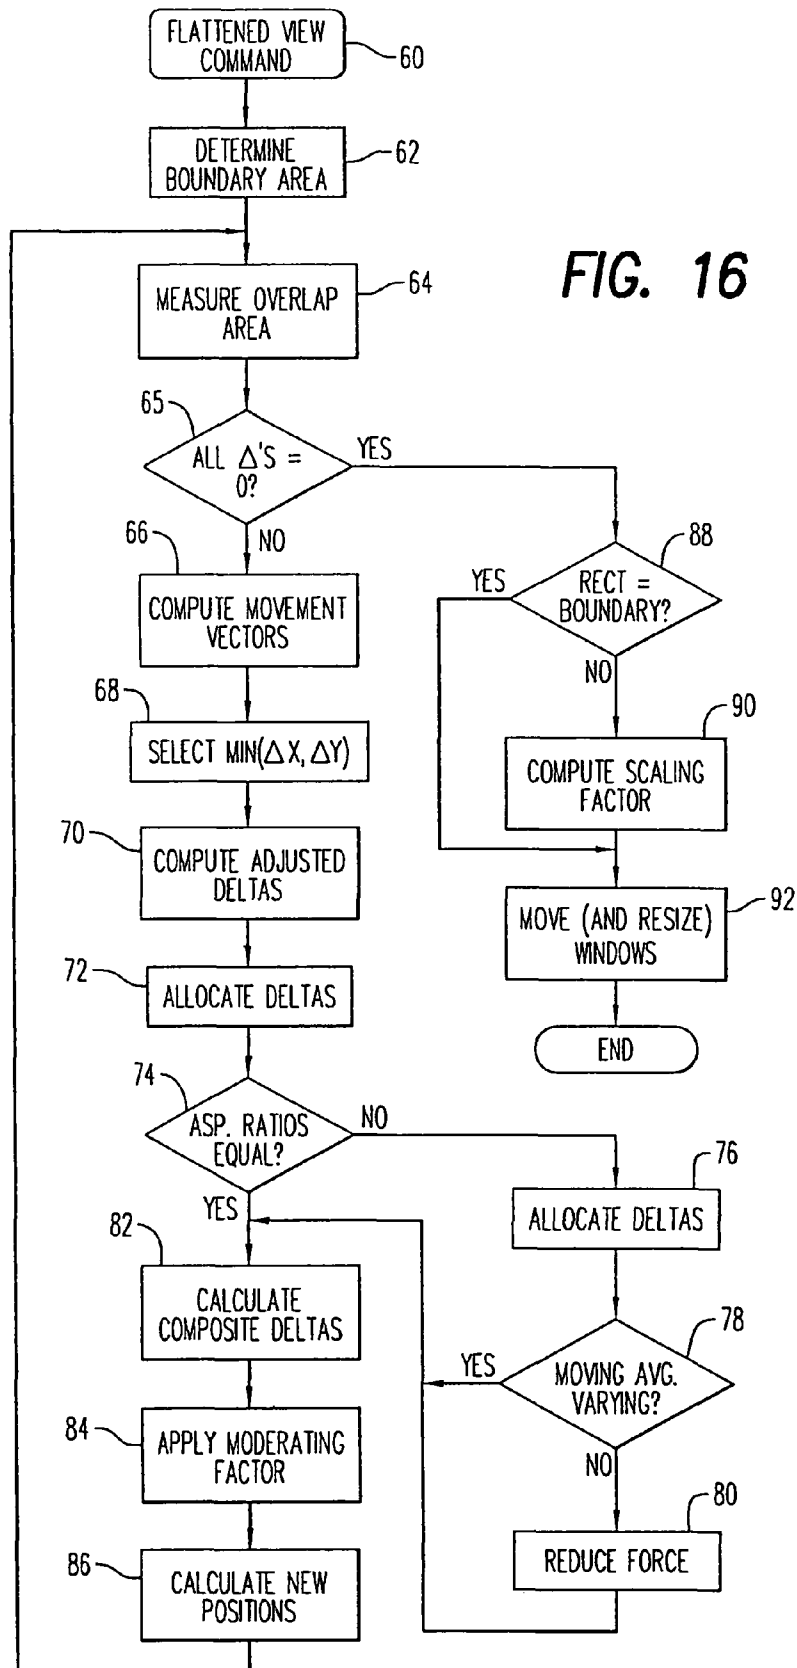 FLATTENED VIEW
COMMAND
60
DETERMINE
BOUNDARY AREA
62
FIG. 16
MEASURE OVERLAP
AREA
64
65
ALL Δ'S =
0?
YES
NO
66
COMPUTE MOVEMENT
VECTORS
88
YES
RECT =
BOUNDARY?
NO
68
SELECT MIN(ΔX, ΔY)
90
COMPUTE SCALING
FACTOR
70
COMPUTE ADJUSTED
DELTAS
92
MOVE (AND RESIZE)
WINDOWS
72
ALLOCATE DELTAS
END
74
ASP. RATIOS
EQUAL?
NO
YES
76
ALLOCATE DELTAS
82
CALCULATE
COMPOSITE DELTAS
78
YES
MOVING AVG.
VARYING?
NO
84
APPLY MODERATING
FACTOR
80
REDUCE FORCE
86
CALCULATE NEW
POSITIONS